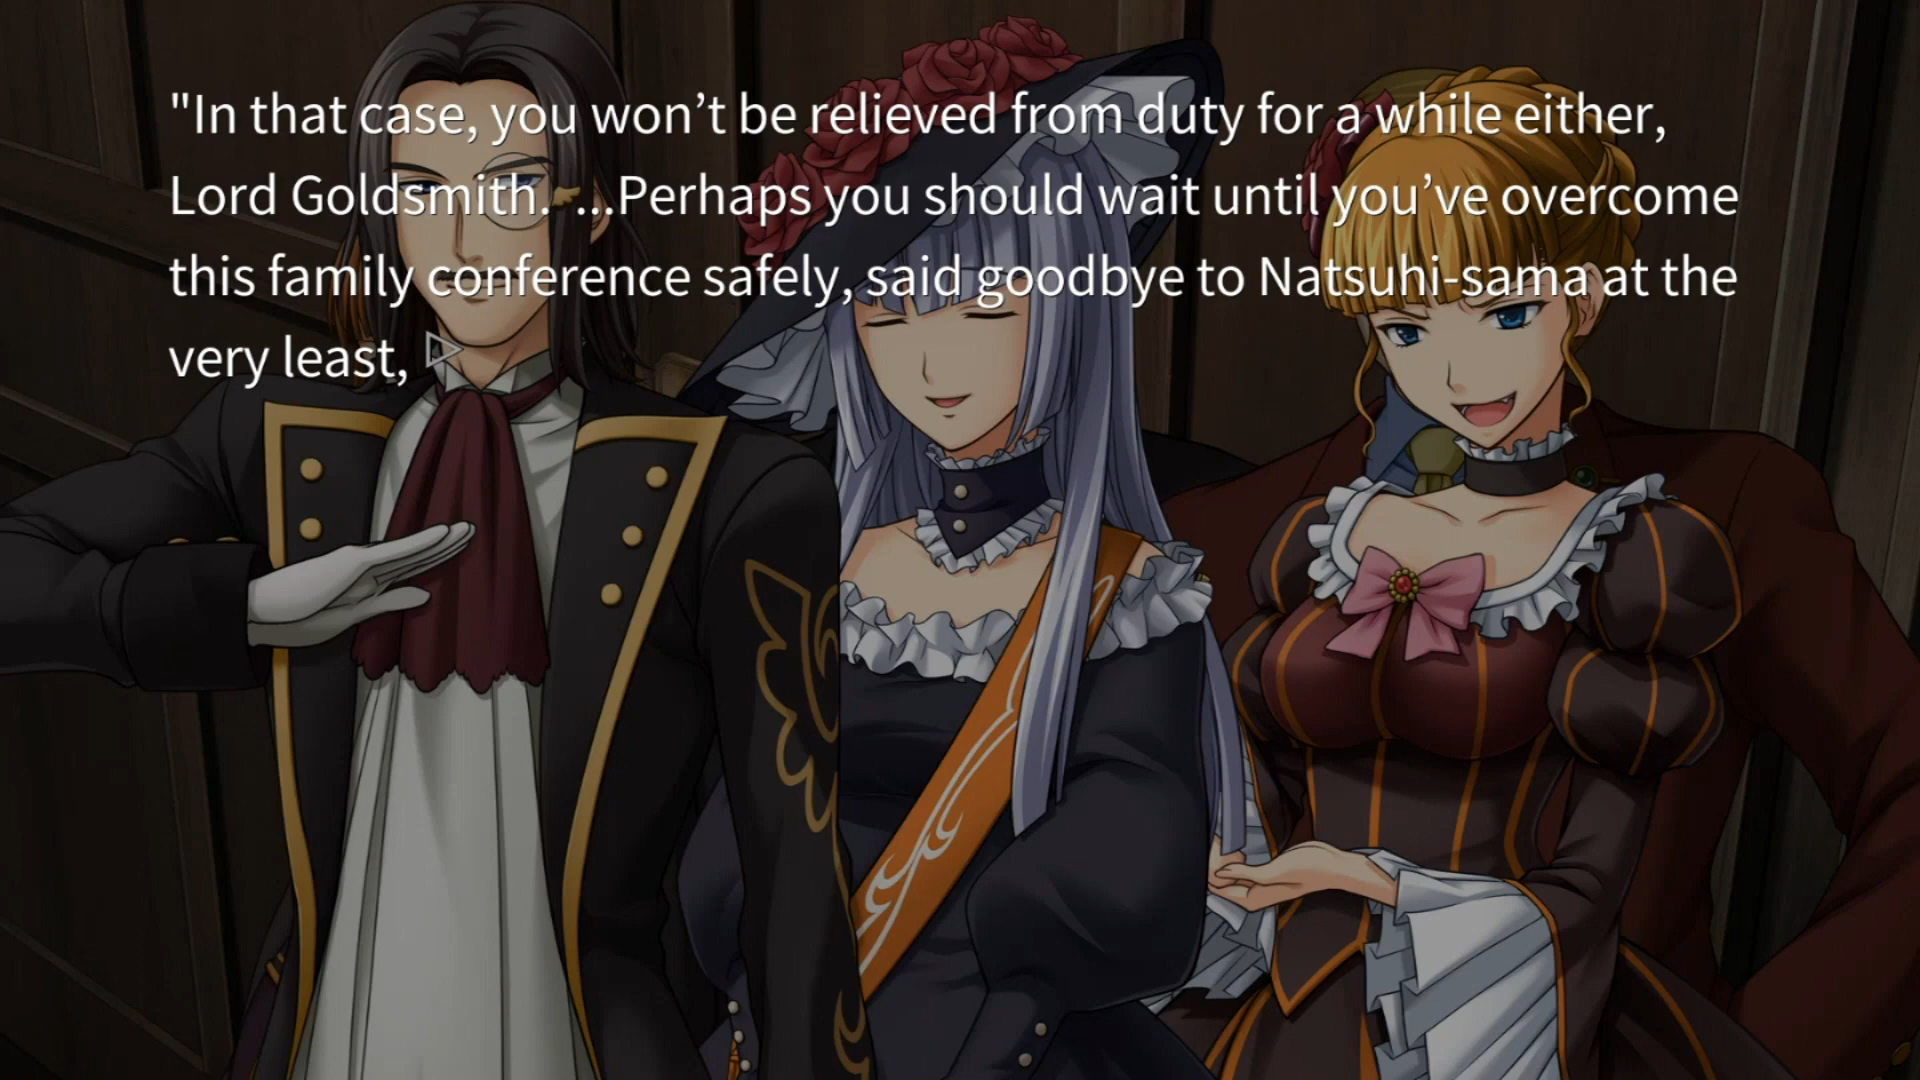 "In that case, you won’t be relieved from duty for a while either,
Lord Goldsmith.  ...Perhaps you should wait until you’ve overcome
this family conference safely, said goodbye to Natsuhi-sama at the
very least,